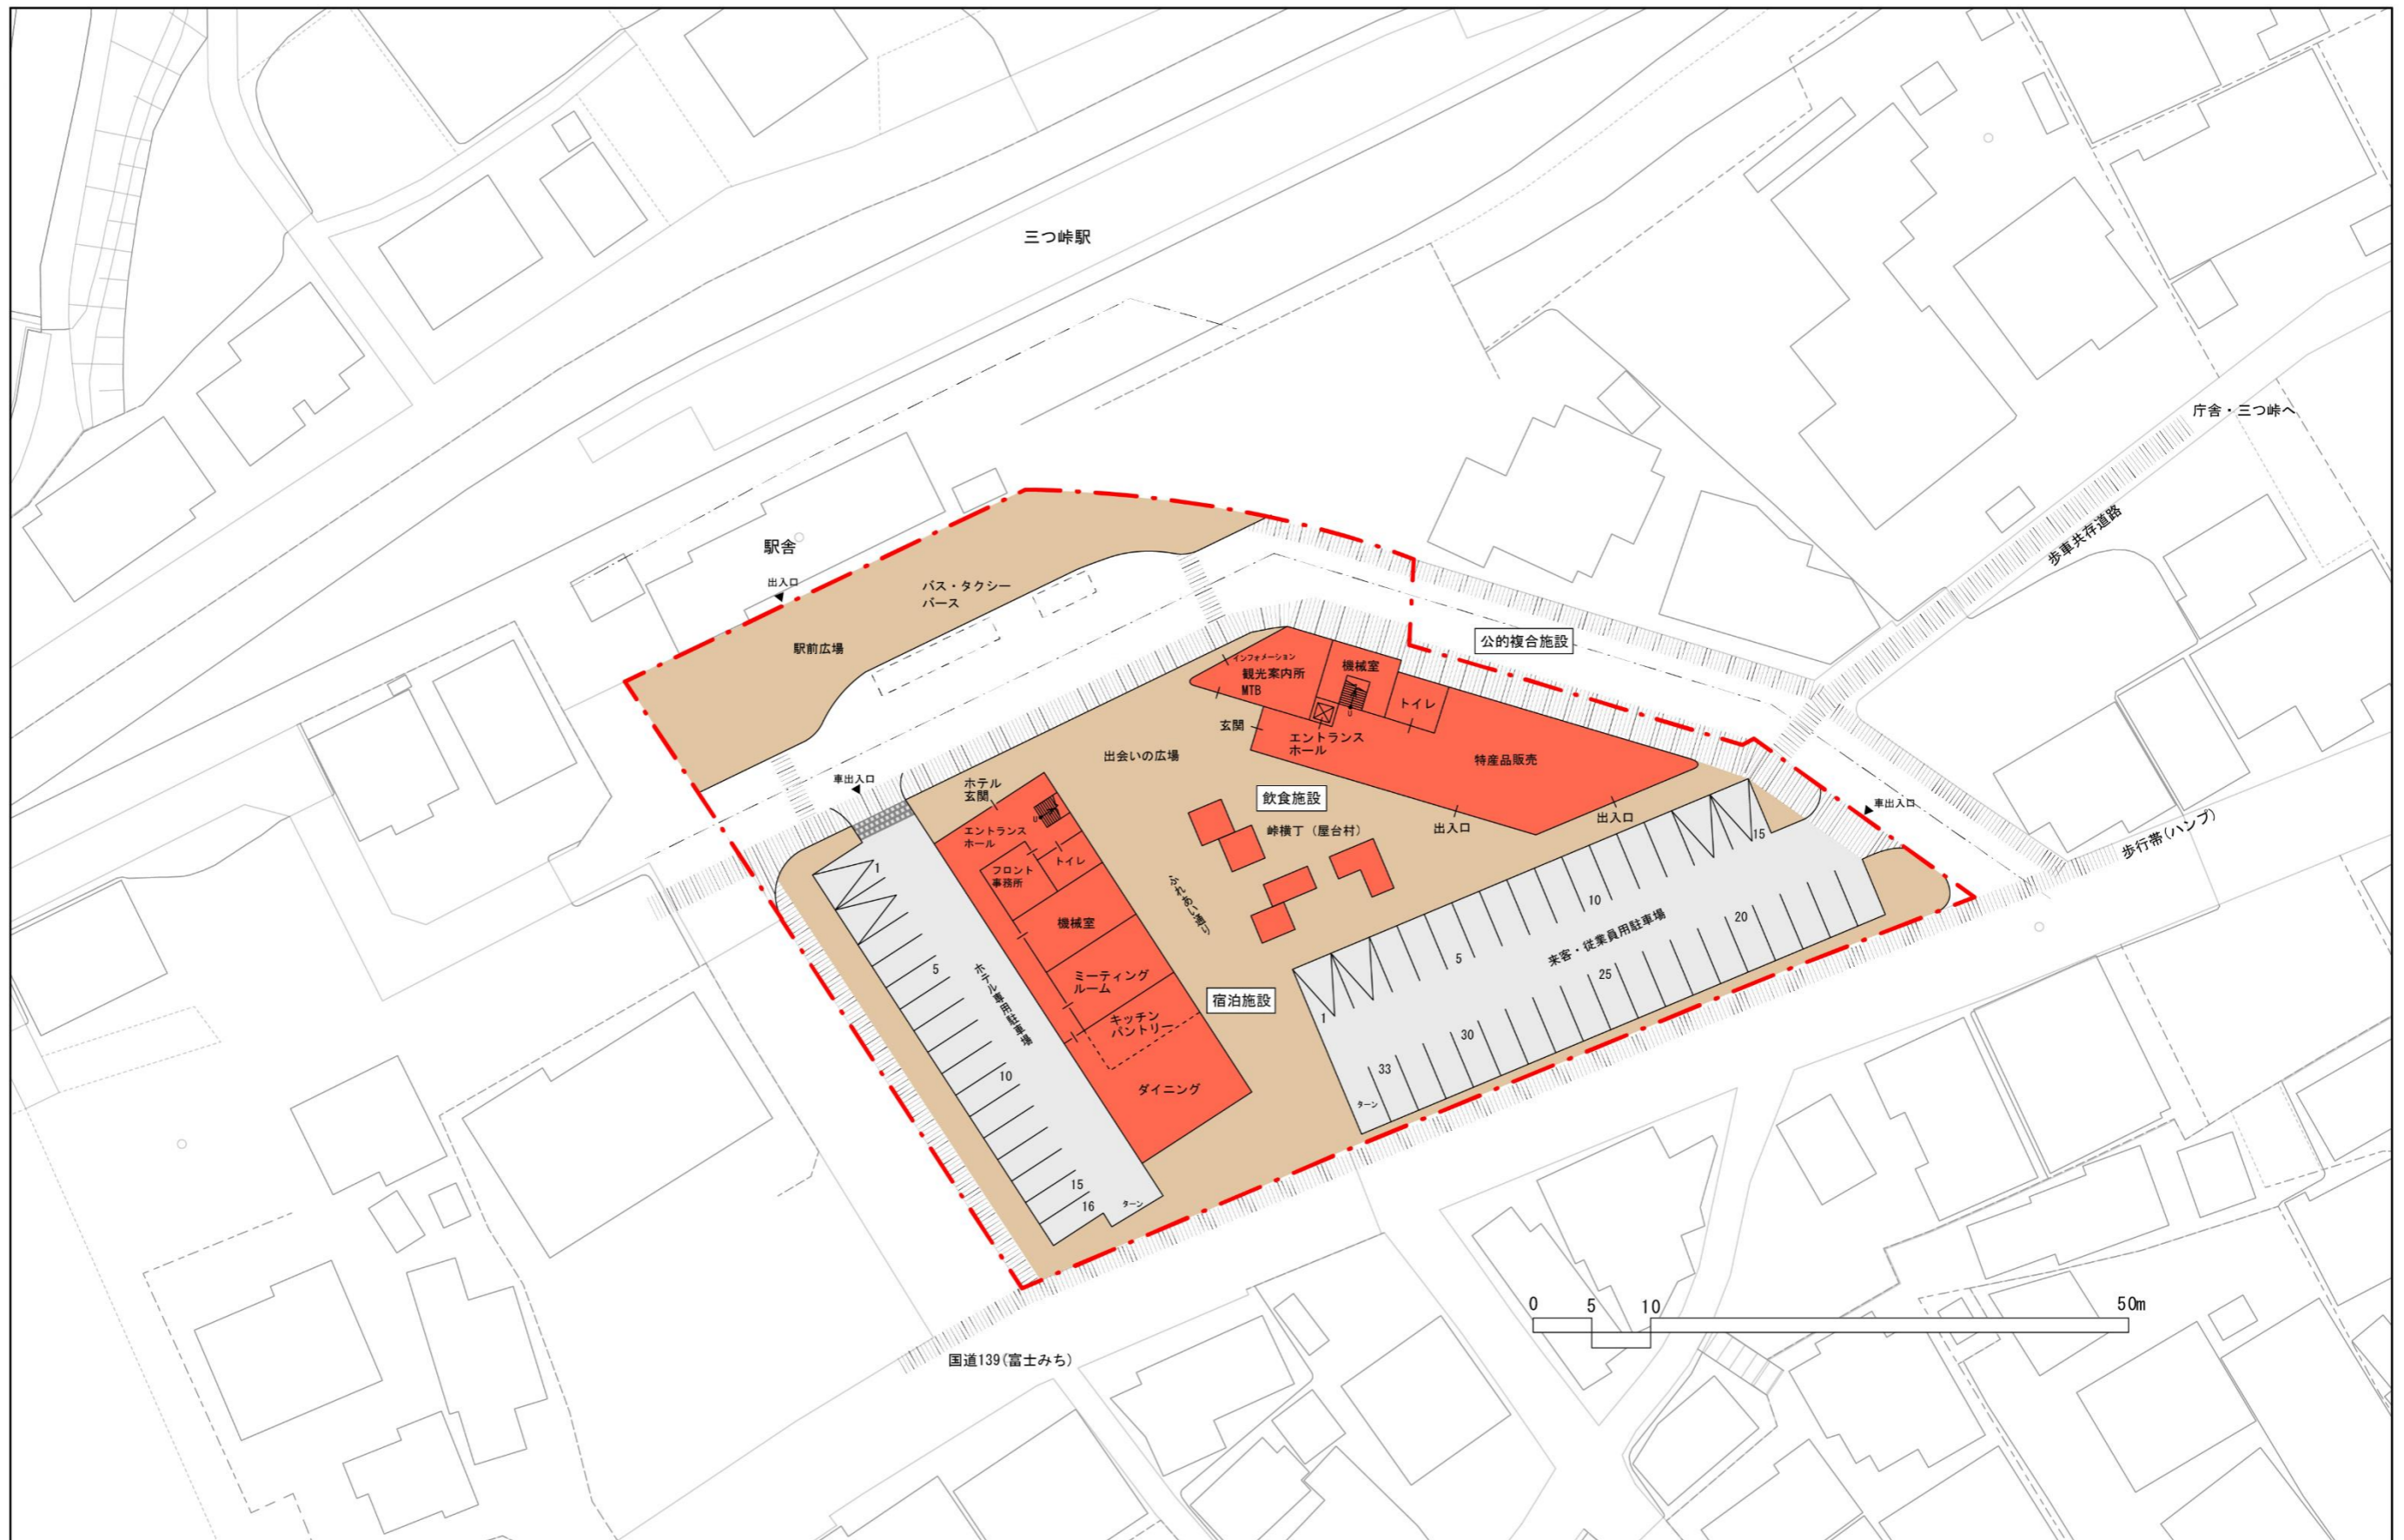 三つ峠駅
庁舎・三つ峠へ
歩車共存道路
駅舎
出入口
バス・タクシー
バース
駅前広場
公的複合施設
インフォメーション
観光案内所
MTB
機械室
トイレ
玄関
エントランス
ホール
特産品販売
出会いの広場
車出入口
ホテル
玄関
飲食施設
峠横丁（屋台村）
出入口
出入口
車出入口
歩行帯(ハンプ)
エントランス
ホール
フロント
事務所
トイレ
機械室
ミーティング
ルーム
キッチン
パントリー
ダイニング
ふれあい通り
宿泊施設
ホテル専用駐車場
1
5
10
15
16
ターン
来客・従業員用駐車場
1
5
10
15
20
25
30
33
ターン
0 5 10 50m
国道139(富士みち)